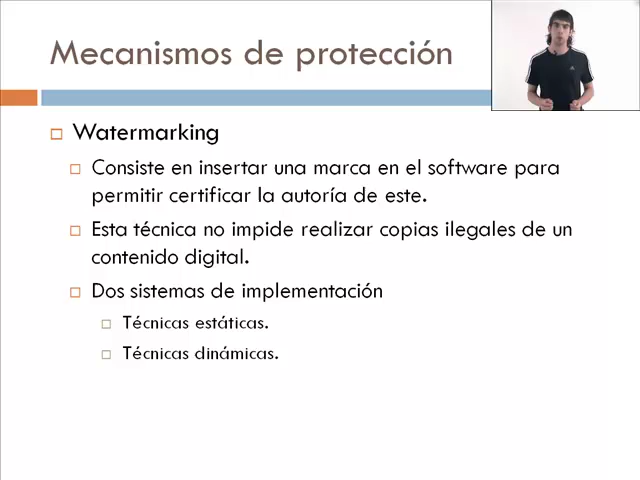 Mecanismos de protección
Watermarking
Consiste en insertar una marca en el software para
permitir certificar la autoría de este.
Esta técnica no impide realizar copias ilegales de un
contenido digital.
Dos sistemas de implementación
Técnicas estáticas.
Técnicas dinámicas.